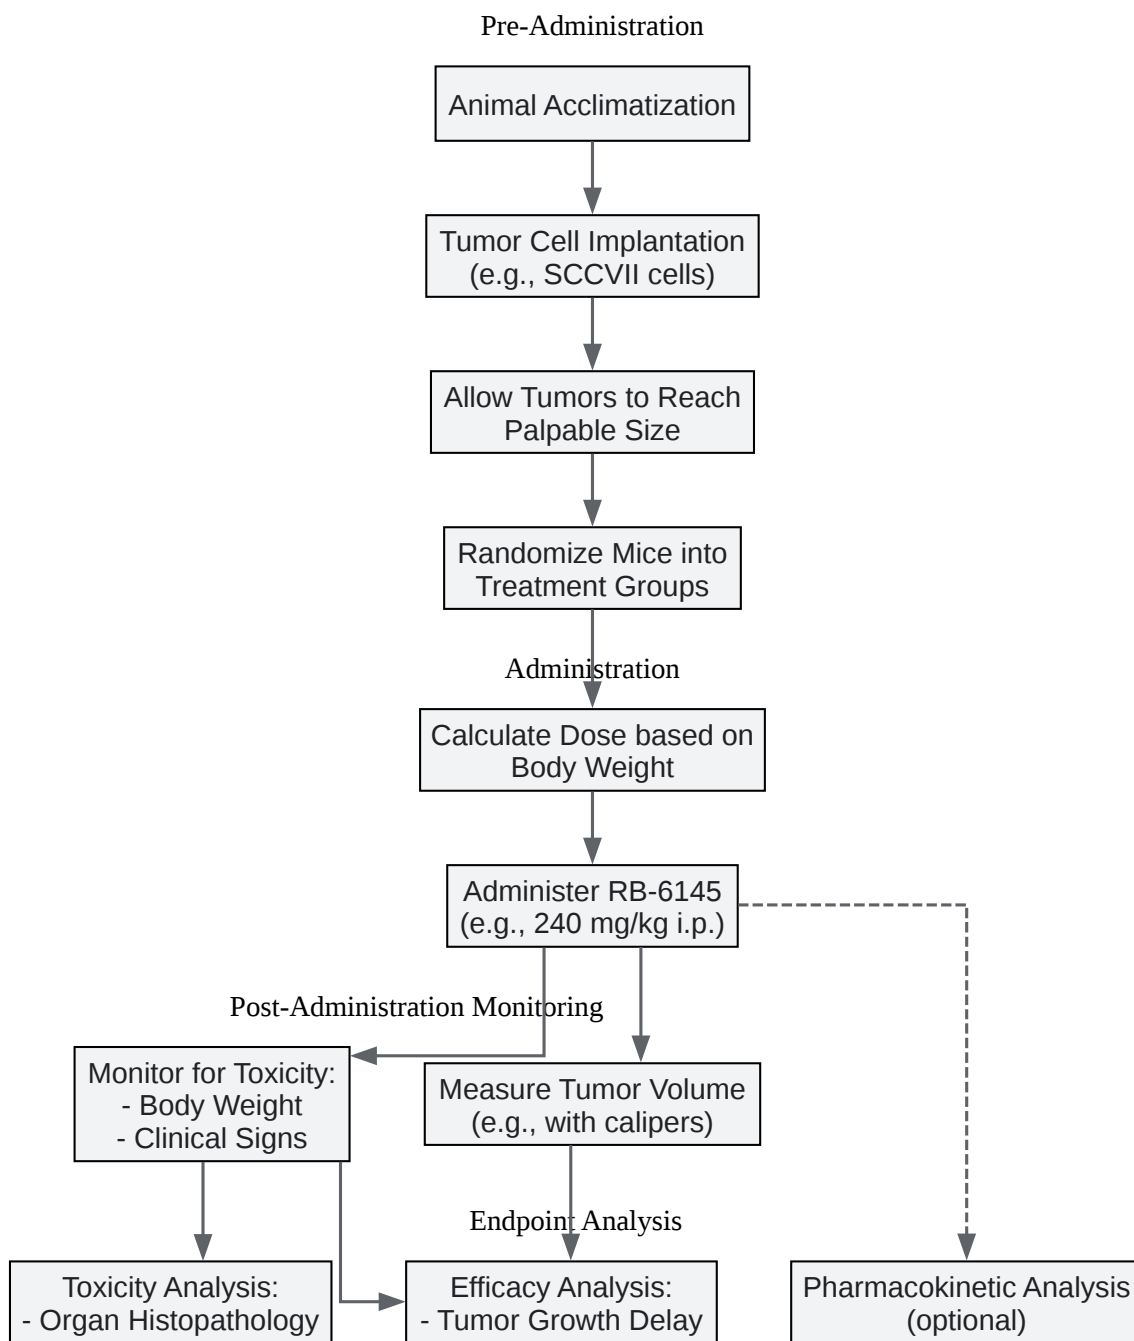 Pre-Administration
Animal Acclimatization
Tumor Cell Implantation
(e.g., SCCVII cells)
Allow Tumors to Reach
Palpable Size
Randomize Mice into
Treatment Groups
Administration
Calculate Dose based on
Body Weight
Administer RB-6145
(e.g., 240 mg/kg i.p.)
Post-Administration Monitoring
Monitor for Toxicity:
- Body Weight
- Clinical Signs
Measure Tumor Volume
(e.g., with calipers)
Endpoint Analysis
Toxicity Analysis:
- Organ Histopathology
Efficacy Analysis:
- Tumor Growth Delay
Pharmacokinetic Analysis
(optional)